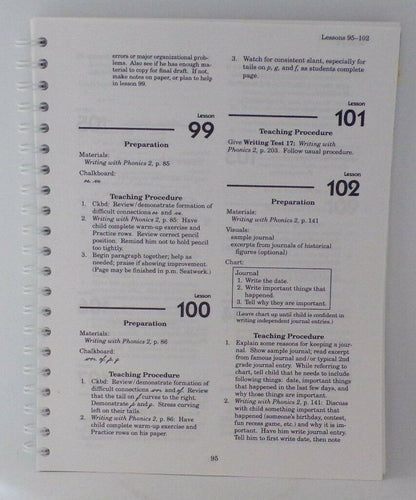 Lessons 95–102
errors or major organizational prob-
lems. Also see if he has enough ma-
terial to copy for final draft. If not,
make notes on paper, or plan to help
in lesson 99.
Lesson
99
Preparation
Materials:
Writing with Phonics 2, p. 85
Chalkboard:
Teaching Procedure
1. Ckbd: Review/demonstrate formation of
difficult connections
2. Writing with Phonics 2, p. 85: Have
child complete warm-up exercise and
Practice rows. Review correct pencil
position. Remind him not to hold pencil
too tightly.
3. Begin paragraph together; help as
needed; praise if showing improvement.
(Page may be finished in p.m. Seatwork.)
Lesson
100
Preparation
Materials:
Writing with Phonics 2, p. 86
Chalkboard:
Teaching Procedure
1. Ckbd: Review/demonstrate formation of
difficult connections and Review
that the tail on f curves to the right.
Demonstrate p and p. Stress curving
left on their tails.
2. Writing with Phonics 2, p. 86: Have
child complete warm-up exercise and
Practice rows on his paper.
3. Watch for consistent slant, especially for
tails on p, g, and f, as students complete
page.
Lesson
101
Teaching Procedure
Give Writing Test 17: Writing with
Phonics 2, p. 203. Follow usual procedure.
Lesson
102
Preparation
Materials:
Writing with Phonics 2, p. 141
Visuals:
sample journal
excerpts from journals of historical
figures (optional)
Chart:
Journal
1. Write the date.
2. Write important things that
happened.
3. Tell why they are important.
(Leave chart up until child is confident in
writing independent journal entries.)
Teaching Procedure
1. Explain some reasons for keeping a jour-
nal. Show sample journal; read excerpt
from famous journal and/or typical 2nd
grade journal entry. While referring to
chart, tell child that he needs to include
following things: date, important things
that happened in the last few days, and
why those things are important.
2. Writing with Phonics 2, p. 141: Discuss
with child something important that
happened (someone's birthday, contest,
fun recess game, etc.) and why it is im-
portant. Have him write journal entry.
Tell him to first write date, then note
95